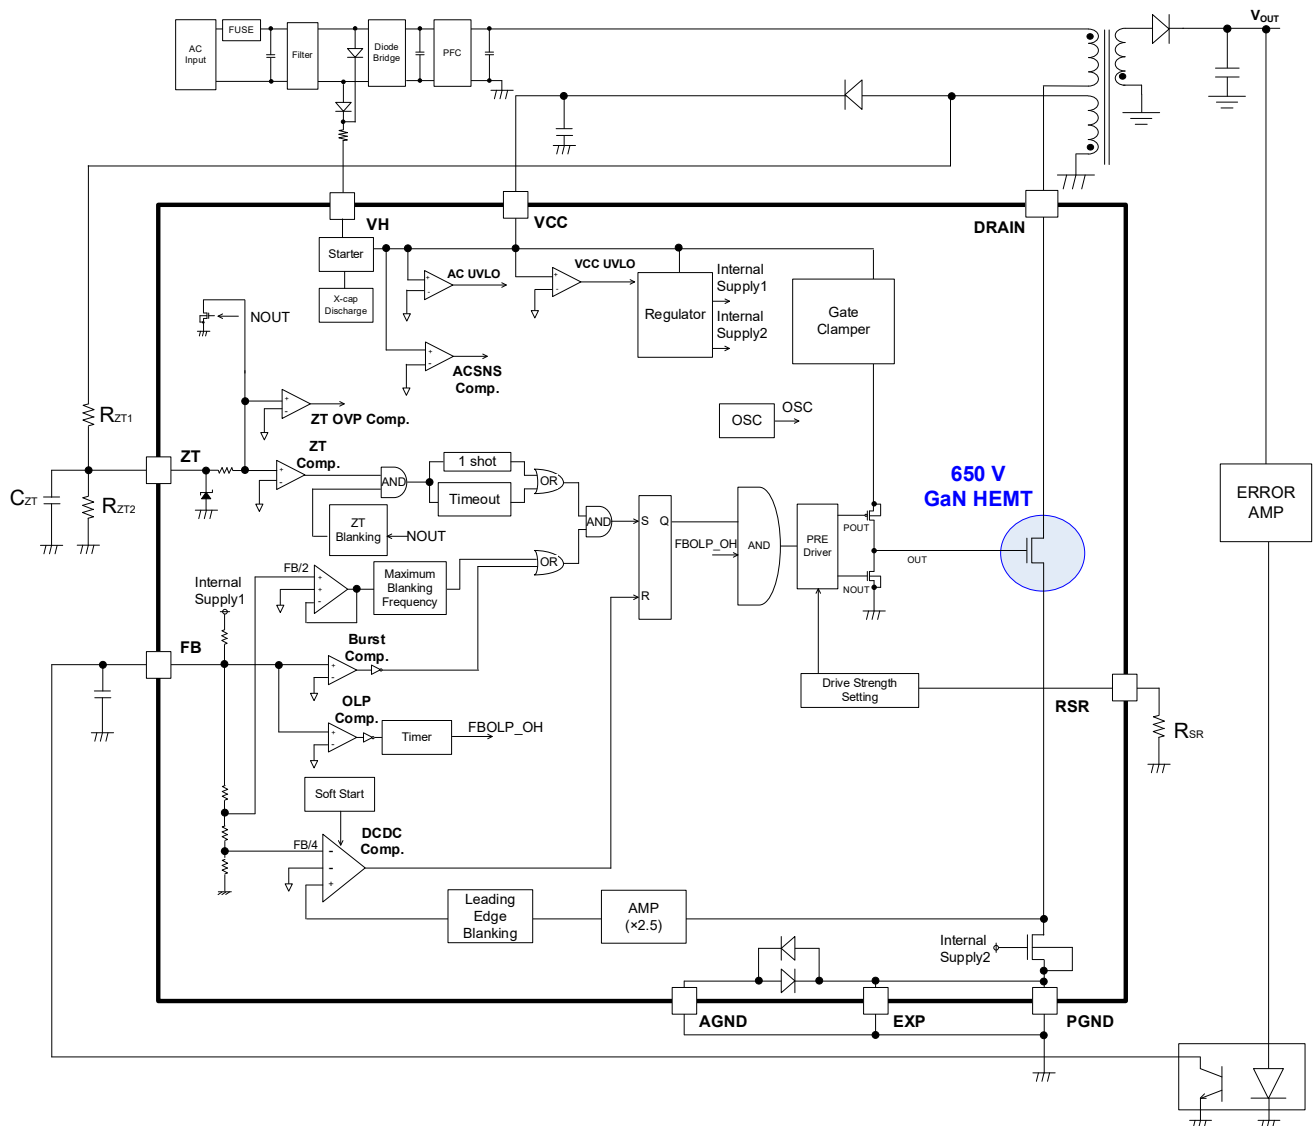 FUSE
AC
Input
Filter
Diode
Bridge
PFC
VOUT
VH
VCC
DRAIN
Starter
X-cap
Discharge
AC UVLO
+
-
VCC UVLO
+
-
Regulator
Internal
Supply1
Internal
Supply2
Gate
Clamper
NOUT
ACSNS
Comp.
+
-
OSC
OSC
RZT1
ZT OVP Comp.
+
-
ZT
ZT
Comp.
+
-
AND
1 shot
Timeout
OR
650 V
GaN HEMT
CZT
RZT2
ZT
Blanking
NOUT
AND
S
Q
R
FBOLP_OH
AND
PRE
Driver
POUT
NOUT
OUT
ERROR
AMP
Internal
Supply1
FB/2
+
+
-
Maximum
Blanking
Frequency
OR
FB
Burst
Comp.
+
-
OLP
Comp.
+
-
Timer
FBOLP_OH
Drive Strength
Setting
RSR
RSR
Soft Start
DCDC
Comp.
FB/4
-
-
+
Leading
Edge
Blanking
AMP
(×2.5)
Internal
Supply2
AGND
EXP
PGND